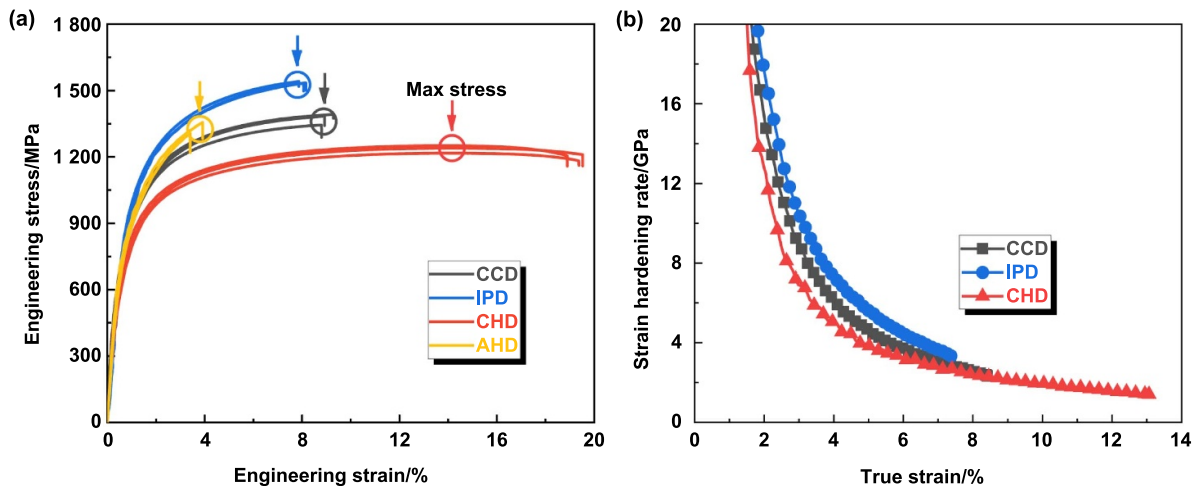 (a)
1 800
1 500
1 200
900
600
300
0
0
4
8
12
16
20
Engineering stress/MPa
Engineering strain/%
Max stress
CCD
IPD
CHD
AHD
(b)
20
16
12
8
4
0
0
2
4
6
8
10
12
14
Strain hardening rate/GPa
True strain/%
CCD
IPD
CHD